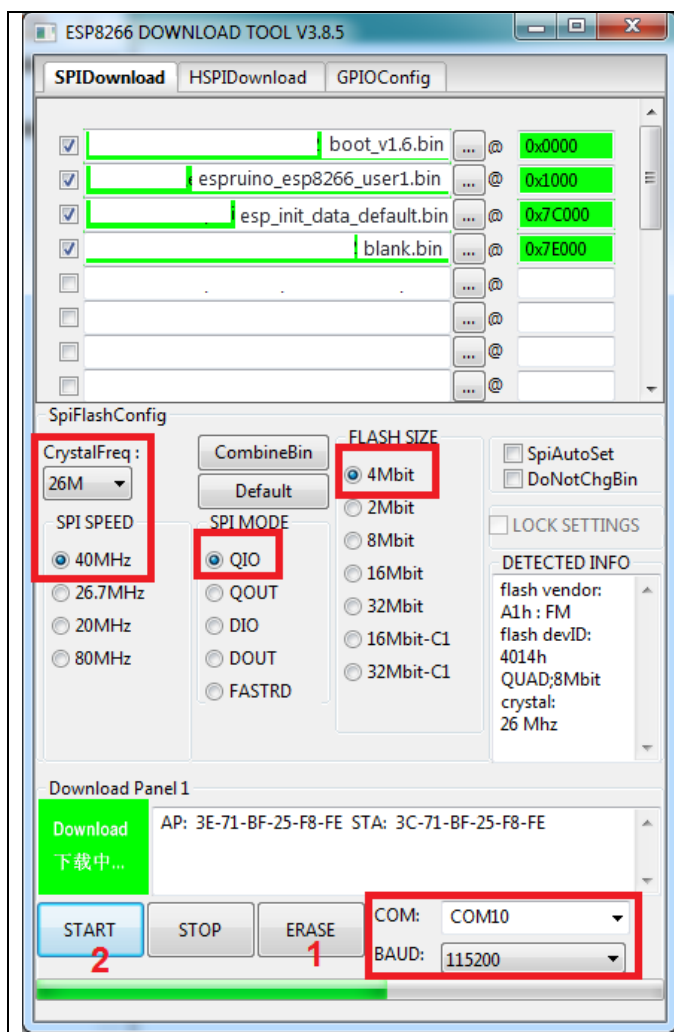 ESP8266 DOWNLOAD TOOL V3.8.5
SPIDownload HSPIDownload GPIOConfig
boot_v1.6.bin ... @ 0x0000
espruino_esp8266_user1.bin ... @ 0x1000
esp_init_data_default.bin ... @ 0x7C000
blank.bin ... @ 0x7E000
... @
... @
... @
... @
SpiFlashConfig
CrystalFreq :
26M
SPI SPEED
40MHz
26.7MHz
20MHz
80MHz
CombineBin
Default
SPI MODE
QIO
QOUT
DIO
DOUT
FASTRD
FLASH SIZE
4Mbit
2Mbit
8Mbit
16Mbit
32Mbit
16Mbit-C1
32Mbit-C1
SpiAutoSet
DoNotChgBin
LOCK SETTINGS
DETECTED INFO
flash vendor:
A1h : FM
flash devID:
4014h
QUAD;8Mbit
crystal:
26 Mhz
Download Panel 1
Download
下载中...
AP: 3E-71-BF-25-F8-FE STA: 3C-71-BF-25-F8-FE
START STOP ERASE
2 1
COM: COM10
BAUD: 115200